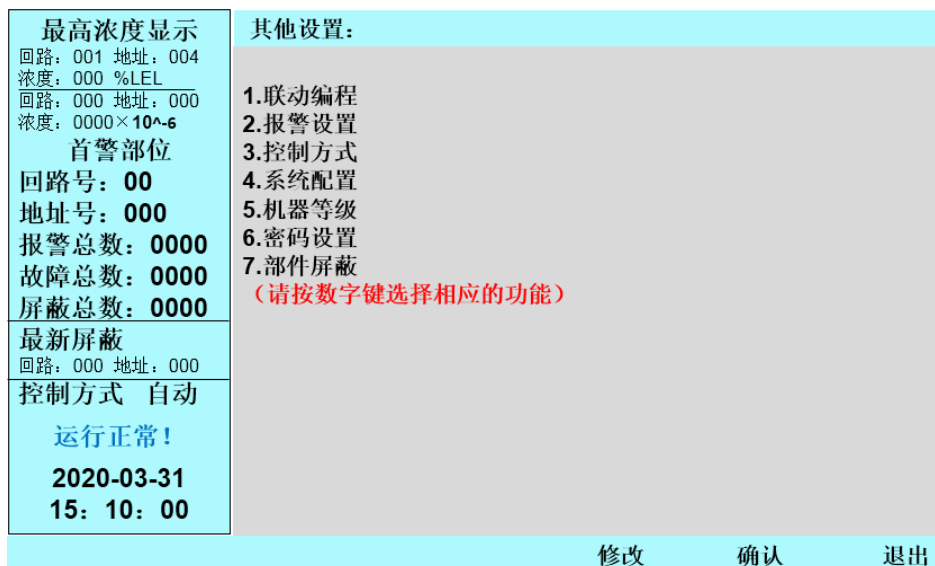 最高浓度显示
回路：001 地址：004
浓度：000 %LEL
回路：000 地址：000
浓度：0000×10^-6
首警部位
回路号：00
地址号：000
报警总数：0000
故障总数：0000
屏蔽总数：0000
最新屏蔽
回路：000 地址：000
控制方式 自动
运行正常！
2020-03-31
15：10：00
其他设置：
1.联动编程
2.报警设置
3.控制方式
4.系统配置
5.机器等级
6.密码设置
7.部件屏蔽
（请按数字键选择相应的功能）
修改 确认 退出